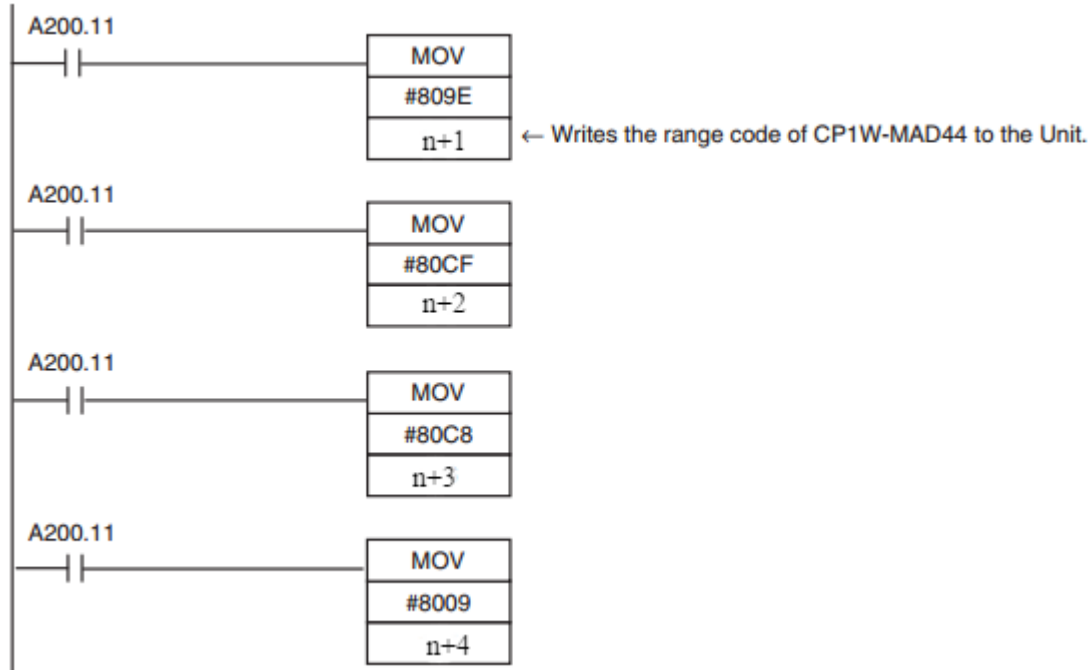 A200.11
MOV
#809E
n+1
← Writes the range code of CP1W-MAD44 to the Unit.
A200.11
MOV
#80CF
n+2
A200.11
MOV
#80C8
n+3
A200.11
MOV
#8009
n+4